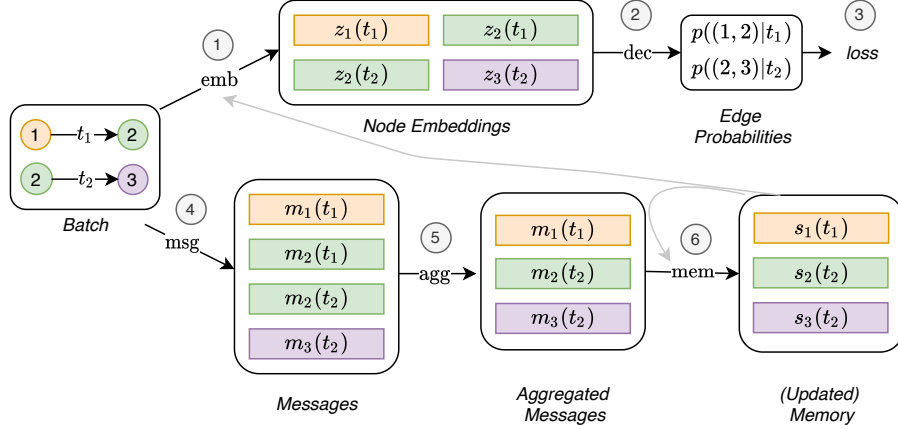 1
emb
z₁(t₁)
z₂(t₁)
z₂(t₂)
z₃(t₂)
Node Embeddings
2
dec
p((1, 2)|t₁)
p((2, 3)|t₂)
Edge
Probabilities
3
loss
1 t₁ 2
2 t₂ 3
Batch
4
msg
m₁(t₁)
m₂(t₁)
m₂(t₂)
m₃(t₂)
Messages
5
agg
m₁(t₁)
m₂(t₂)
m₃(t₂)
Aggregated
Messages
6
mem
s₁(t₁)
s₂(t₂)
s₃(t₂)
(Updated)
Memory